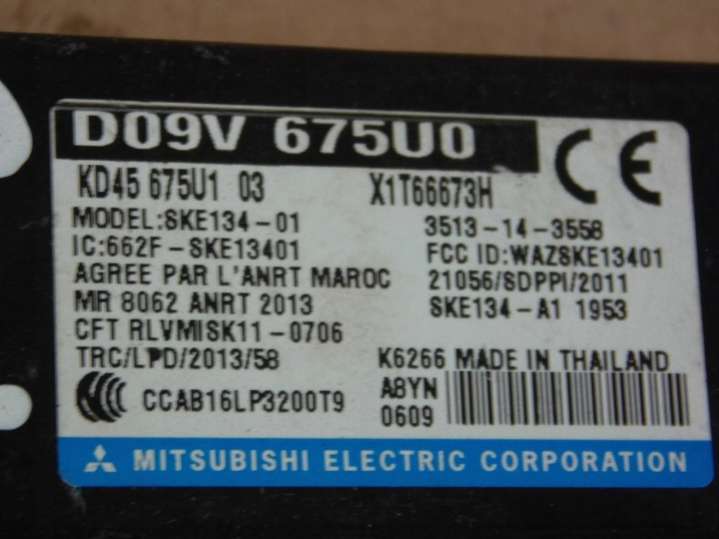 D09V 675U0
KD45 675U1 03 X1T66673H
MODEL:SKE134-01 3513-14-3558
IC:662F-SKE13401 FCC ID:WAZSKE13401
AGREE PAR L'ANRT MAROC 21056/SDPPI/2011
MR 8062 ANRT 2013 SKE134-A1 1953
CFT RLVMISK11-0706
TRC/LPD/2013/58 K6266 MADE IN THAILAND
CCAB16LP3200T9 A8YN
0609
MITSUBISHI ELECTRIC CORPORATION
CE